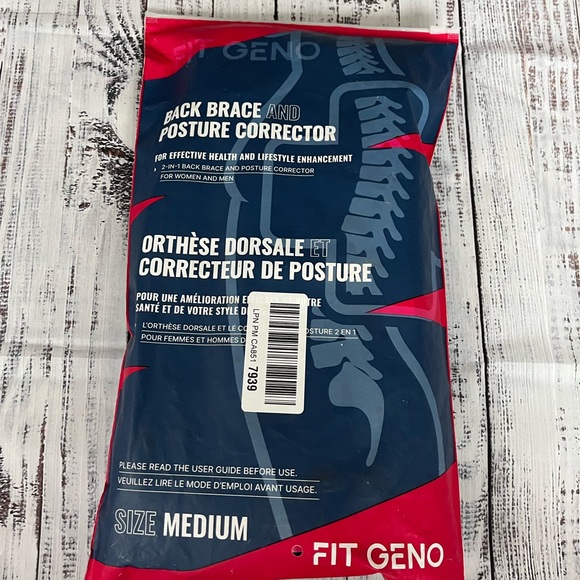 FIT GENO
BACK BRACE AND
POSTURE CORRECTOR
FOR EFFECTIVE HEALTH AND LIFESTYLE ENHANCEMENT
2-IN-1 BACK BRACE AND POSTURE CORRECTOR
FOR WOMEN AND MEN
ORTHÈSE DORSALE ET
CORRECTEUR DE POSTURE
POUR UNE AMÉLIORATION
SANTÉ ET DE VOTRE STYLE
L'ORTHÈSE DORSALE ET LE 2 EN 1
POUR FEMMES ET HOMMES
LPN PM CA851 7939
PLEASE READ THE USER GUIDE BEFORE USE.
VEUILLEZ LIRE LE MODE D'EMPLOI AVANT USAGE.
SIZE MEDIUM
FIT GENO